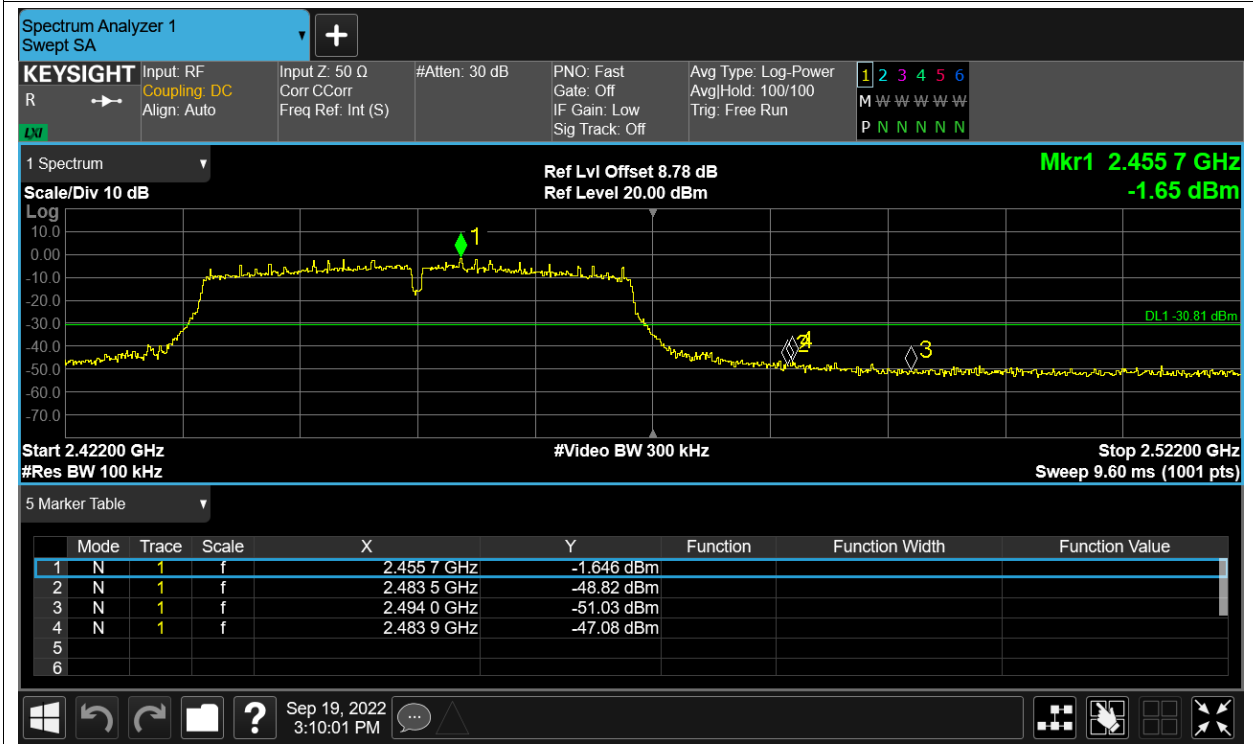 Spectrum Analyzer 1
Swept SA
KEYSIGHT
R
LXI
Input: RF
Coupling: DC
Align: Auto
Input Z: 50 Ω
Corr CCorr
Freq Ref: Int (S)
#Atten: 30 dB
PNO: Fast
Gate: Off
IF Gain: Low
Sig Track: Off
Avg Type: Log-Power
Avg|Hold: 100/100
Trig: Free Run
1 2 3 4 5 6
M W W W W W
P N N N N N
1 Spectrum
Scale/Div 10 dB
Ref Lvl Offset 8.78 dB
Ref Level 20.00 dBm
Mkr1 2.455 7 GHz
-1.65 dBm
Log
10.0
0.00
-10.0
-20.0
-30.0
-40.0
-50.0
-60.0
-70.0
1
DL1 -30.81 dBm
4
3
Start 2.42200 GHz
#Video BW 300 kHz
Stop 2.52200 GHz
#Res BW 100 kHz
Sweep 9.60 ms (1001 pts)
5 Marker Table
Mode Trace Scale X Y Function Function Width Function Value
1 N 1 f 2.455 7 GHz -1.646 dBm
2 N 1 f 2.483 5 GHz -48.82 dBm
3 N 1 f 2.494 0 GHz -51.03 dBm
4 N 1 f 2.483 9 GHz -47.08 dBm
5
6
?
Sep 19, 2022
3:10:01 PM